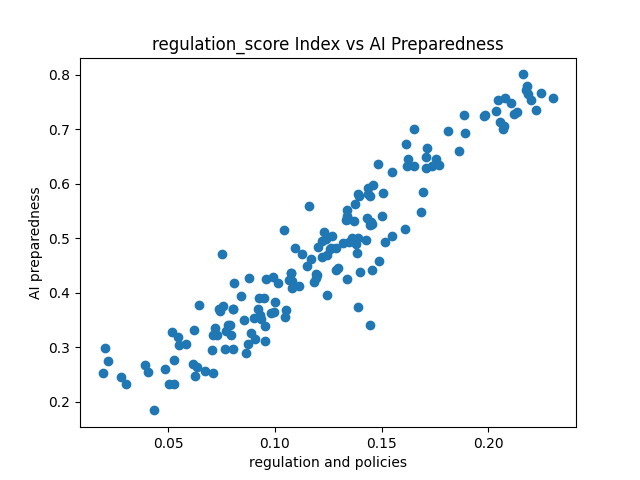 regulation_score Index vs AI Preparedness
0.8
0.7
0.6
0.5
0.4
0.3
0.2
AI preparedness
0.05 0.10 0.15 0.20
regulation and policies